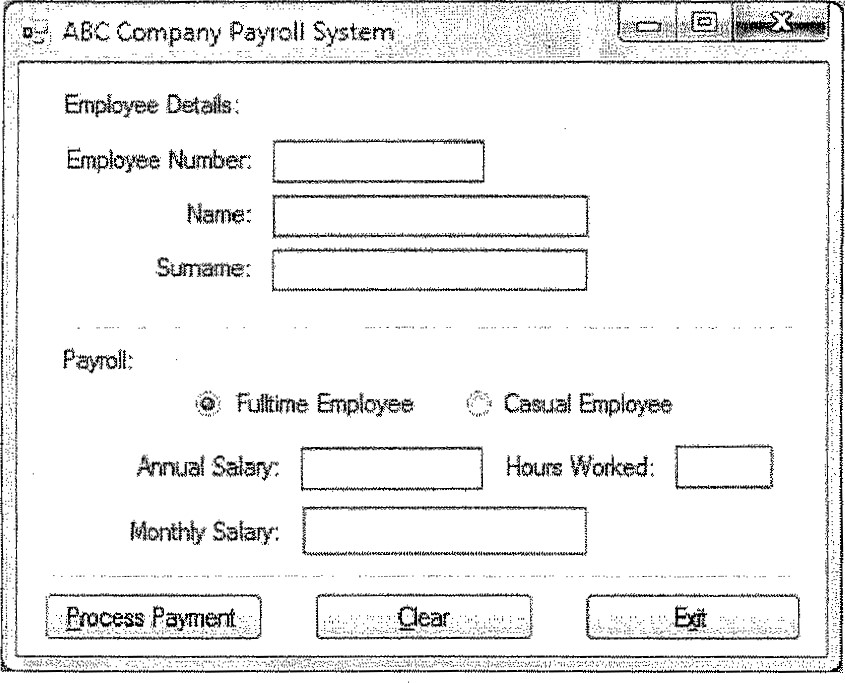 ABC Company Payroll System
Employee Details:
Employee Number:
Name:
Surname:
Payroll:
Fulltime Employee Casual Employee
Annual Salary: Hours Worked:
Monthly Salary:
Process Payment Clear Exit